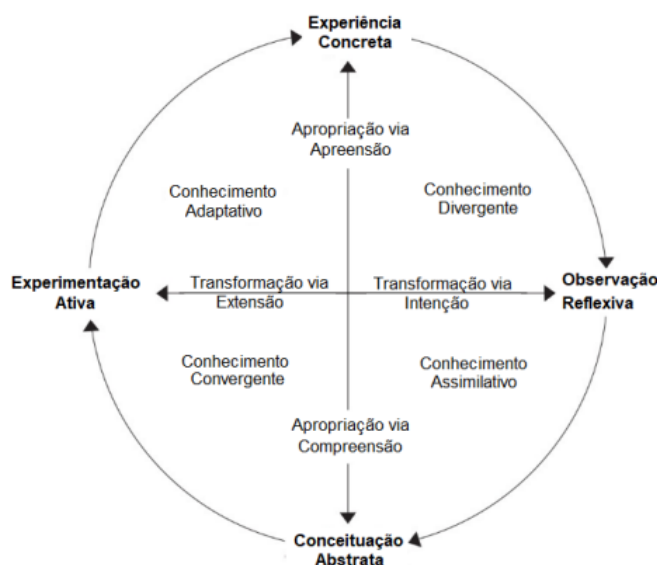 Experiência
Concreta
Apropriação via
Apreensão
Conhecimento
Adaptativo
Conhecimento
Divergente
Experimentação
Ativa
Transformação via
Extensão
Transformação via
Intenção
Observação
Reflexiva
Conhecimento
Convergente
Conhecimento
Assimilativo
Apropriação via
Compreensão
Conceituação
Abstrata